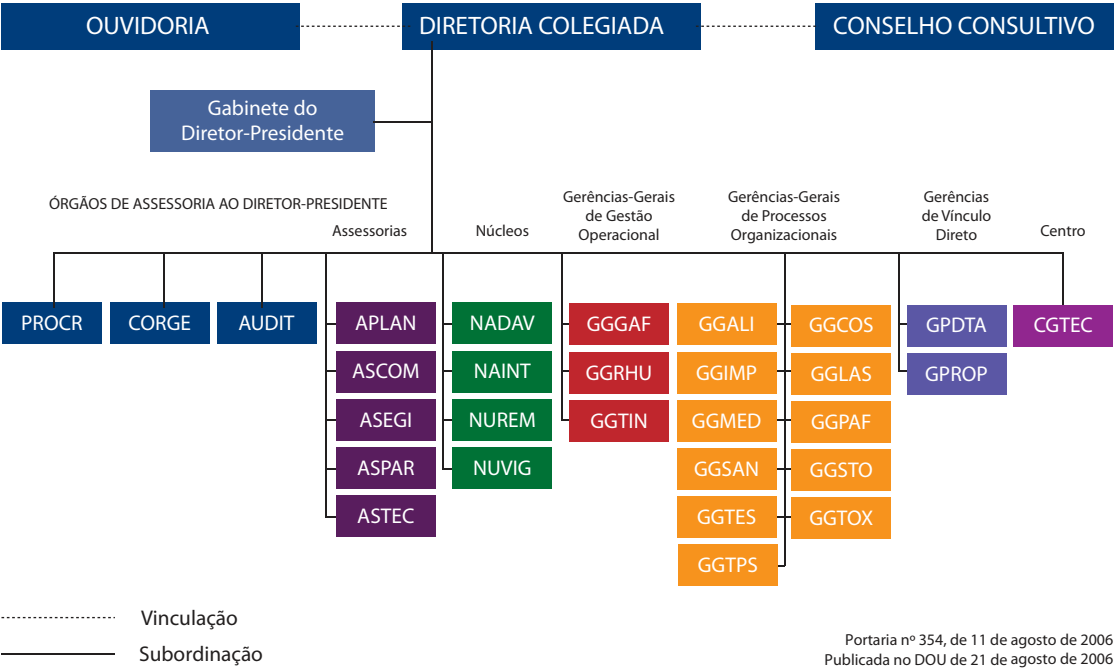 OUVIDORIA
DIRETORIA COLEGIADA
CONSELHO CONSULTIVO
Gabinete do
Diretor-Presidente
ÓRGÃOS DE ASSESSORIA AO DIRETOR-PRESIDENTE
Assessorias
Núcleos
Gerências-Gerais
de Gestão
Operacional
Gerências-Gerais
de Processos
Organizacionais
Gerências
de Vínculo
Direto
Centro
PROCR
CORGE
AUDIT
APLAN
ASCOM
ASEGI
ASPAR
ASTEC
NADAV
NAINT
NUREM
NUVIG
GGGAF
GGRHU
GGTIN
GGALI
GGIMP
GGMED
GGSAN
GGTES
GGTPS
GGCOS
GGLAS
GGPAF
GGSTO
GGTOX
GPDTA
GPROP
CGTEC
Vinculação
Subordinação
Portaria nº 354, de 11 de agosto de 2006
Publicada no DOU de 21 de agosto de 2006